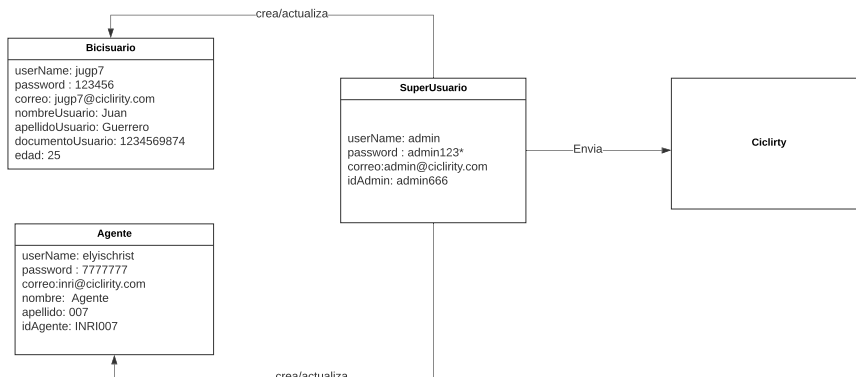 crea/actualiza
Bicisuario
userName: jugp7
password : 123456
correo: jugp7@ciclirity.com
nombreUsuario: Juan
apellidoUsuario: Guerrero
documentoUsuario: 1234569874
edad: 25
SuperUsuario
userName: admin
password : admin123*
correo:admin@ciclirity.com
idAdmin: admin666
Envia
Ciclirty
Agente
userName: elyischrist
password : 7777777
correo:inri@ciclirity.com
nombre:  Agente
apellido: 007
idAgente: INRI007
crea/actualiza